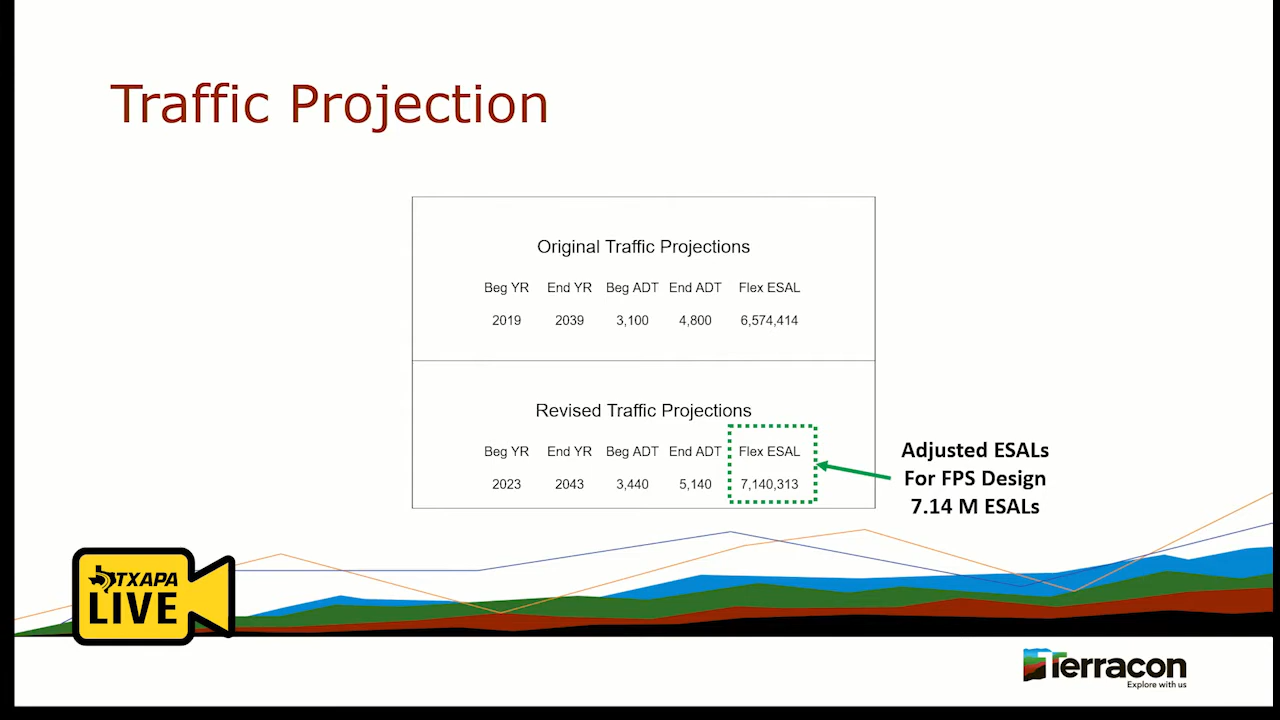 Traffic Projection
Original Traffic Projections
Beg YR End YR Beg ADT End ADT Flex ESAL
2019 2039 3,100 4,800 6,574,414
Revised Traffic Projections
Beg YR End YR Beg ADT End ADT Flex ESAL
2023 2043 3,440 5,140 7,140,313
Adjusted ESALs
For FPS Design
7.14 M ESALs
TXAPA
LIVE
Terracon
Explore with us